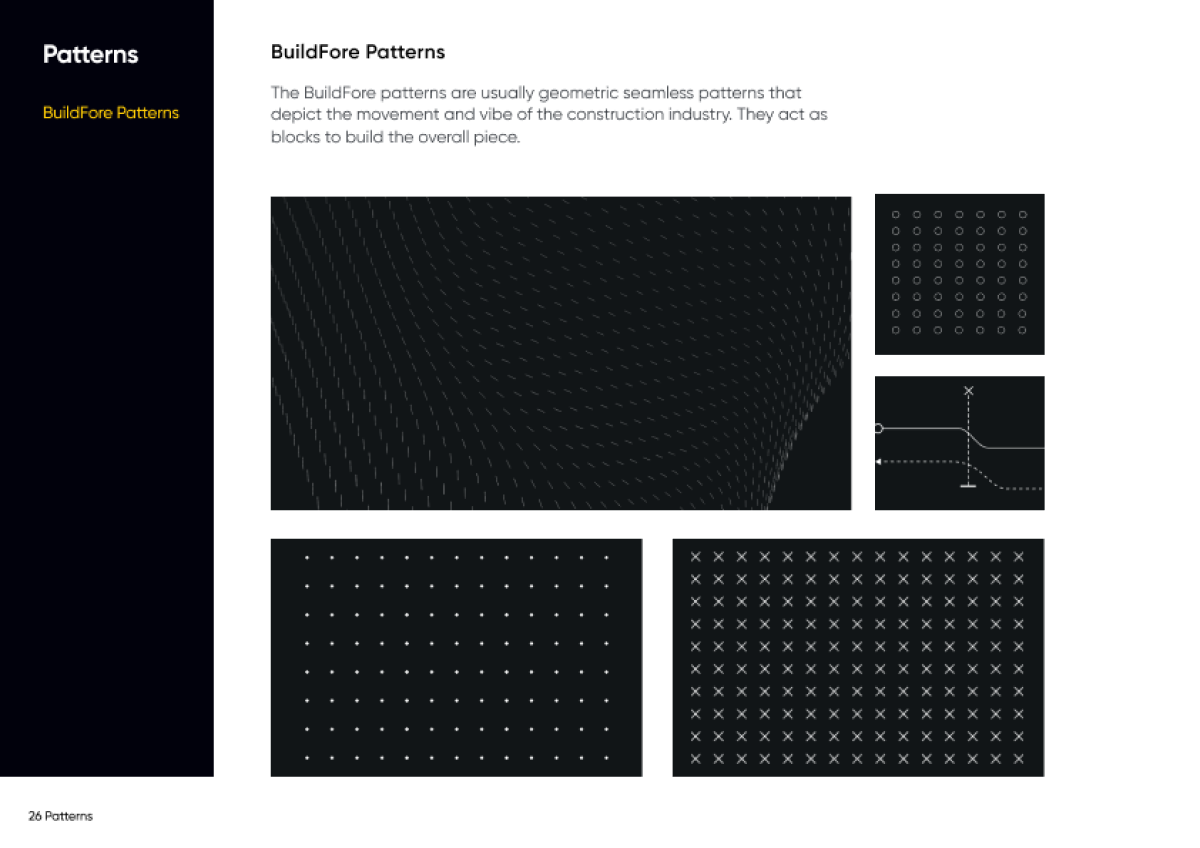 Patterns
BuildFore Patterns
BuildFore Patterns
The BuildFore patterns are usually geometric seamless patterns that
depict the movement and vibe of the construction industry. They act as
blocks to build the overall piece.
26 Patterns